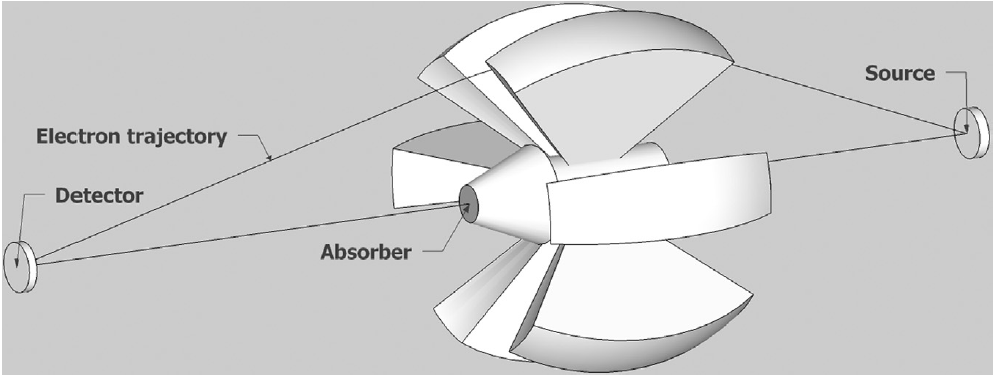 Source
Electron trajectory
Detector
Absorber